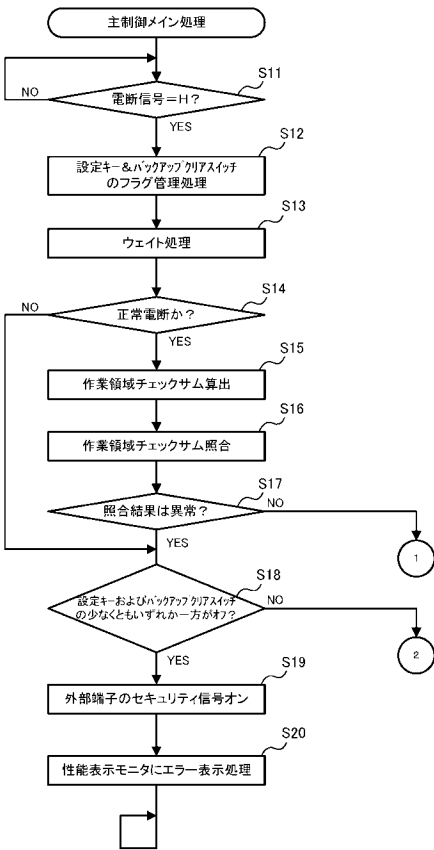 主制御メイン処理
S11
NO
電断信号=H?
YES
S12
設定キー&バックアップクリアスイッチ
のフラグ管理処理
S13
ウェイト処理
S14
NO
正常電断か?
YES
S15
作業領域チェックサム算出
S16
作業領域チェックサム照合
S17
照合結果は異常?
NO
YES
1
S18
設定キーおよびバックアップクリアスイッチ
の少なくともいずれか一方がオフ?
NO
YES
2
S19
外部端子のセキュリティ信号オン
S20
性能表示モニタにエラー表示処理